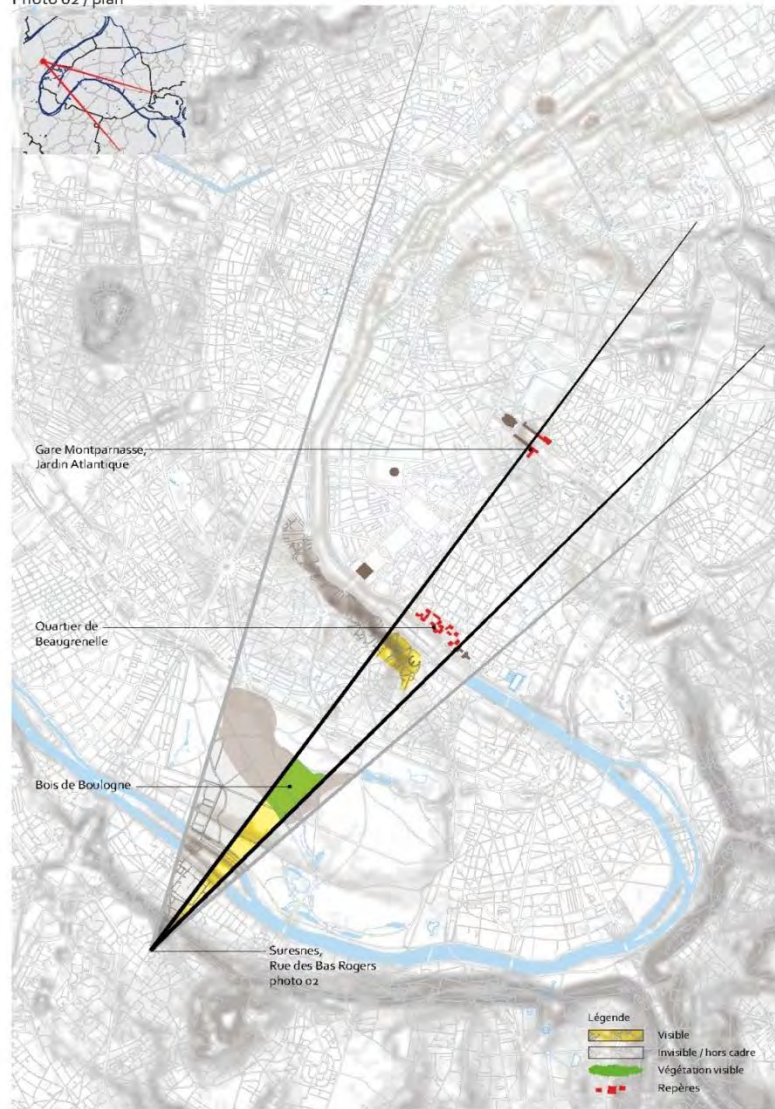 Photo 02 / plan
Gare Montparnasse,
Jardin Atlantique
Quartier de
Beaugrenelle
Bois de Boulogne
Suresnes,
Rue des Bas Rogers
photo 02
Légende
Visible
Invisible / hors cadre
Végétation visible
Repères